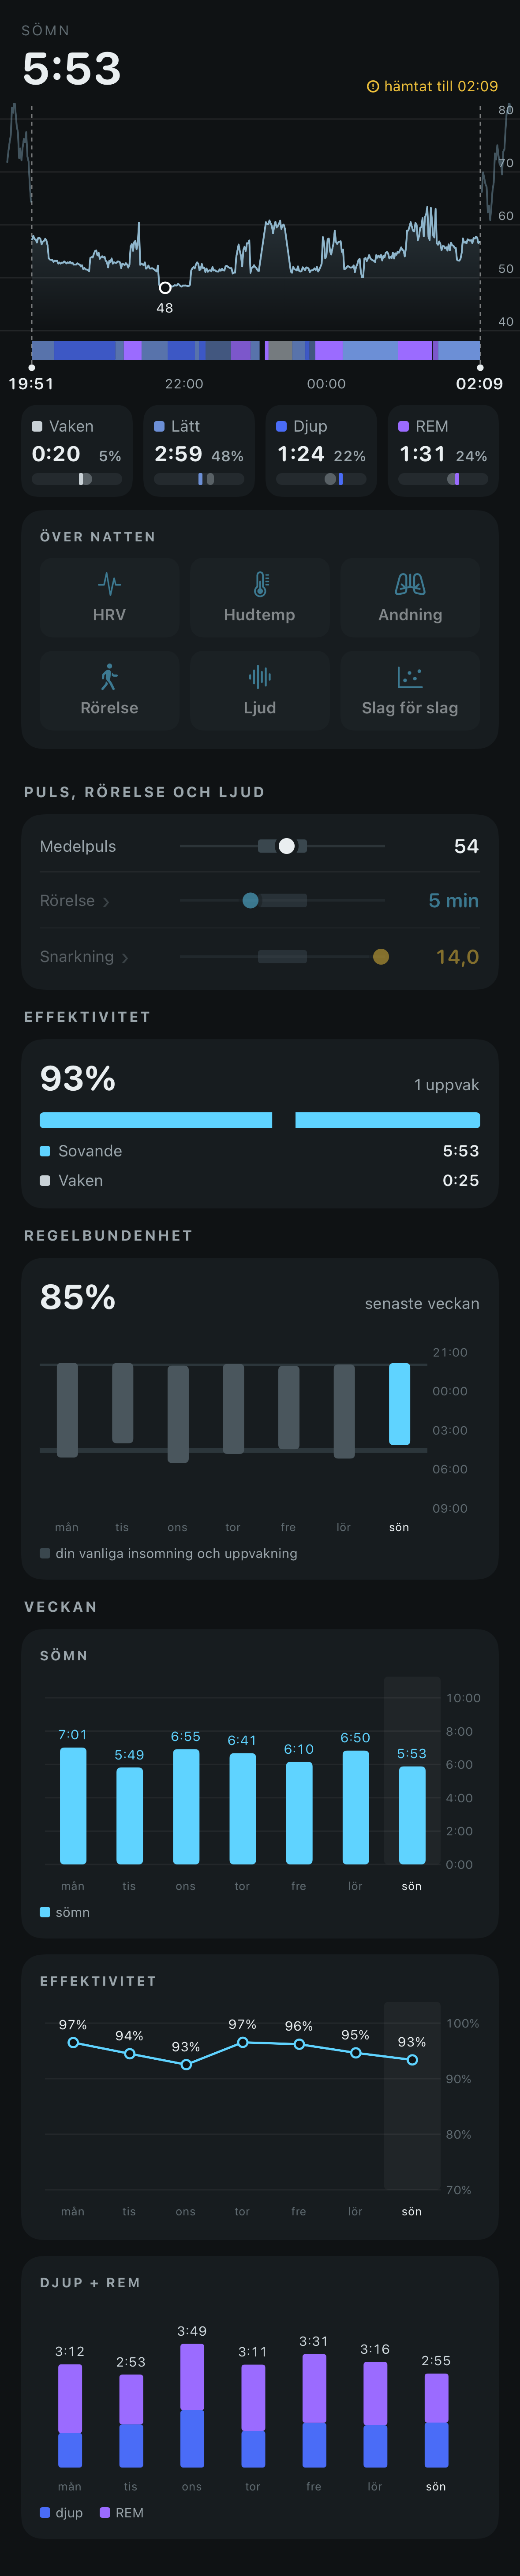 SÖMN
5:53
hämtat till 02:09
80
70
60
50
48
40
19:51 22:00 00:00 02:09
Vaken Lätt Djup REM
0:20 5% 2:59 48% 1:24 22% 1:31 24%
ÖVER NATTEN
HRV Hudtemp Andning
Rörelse Ljud Slag för slag
PULS, RÖRELSE OCH LJUD
Medelpuls 54
Rörelse 5 min
Snarkning 14,0
EFFEKTIVITET
93% 1 uppvak
Sovande 5:53
Vaken 0:25
REGELBUNDENHET
85% senaste veckan
21:00
00:00
03:00
06:00
09:00
mån tis ons tor fre lör sön
din vanliga insomning och uppvakning
VECKAN
SÖMN
10:00
8:00
6:00
4:00
2:00
0:00
7:01 5:49 6:55 6:41 6:10 6:50 5:53
mån tis ons tor fre lör sön
sömn
EFFEKTIVITET
100%
90%
80%
70%
97% 94% 93% 97% 96% 95% 93%
mån tis ons tor fre lör sön
DJUP + REM
3:12 2:53 3:49 3:11 3:31 3:16 2:55
mån tis ons tor fre lör sön
djup REM